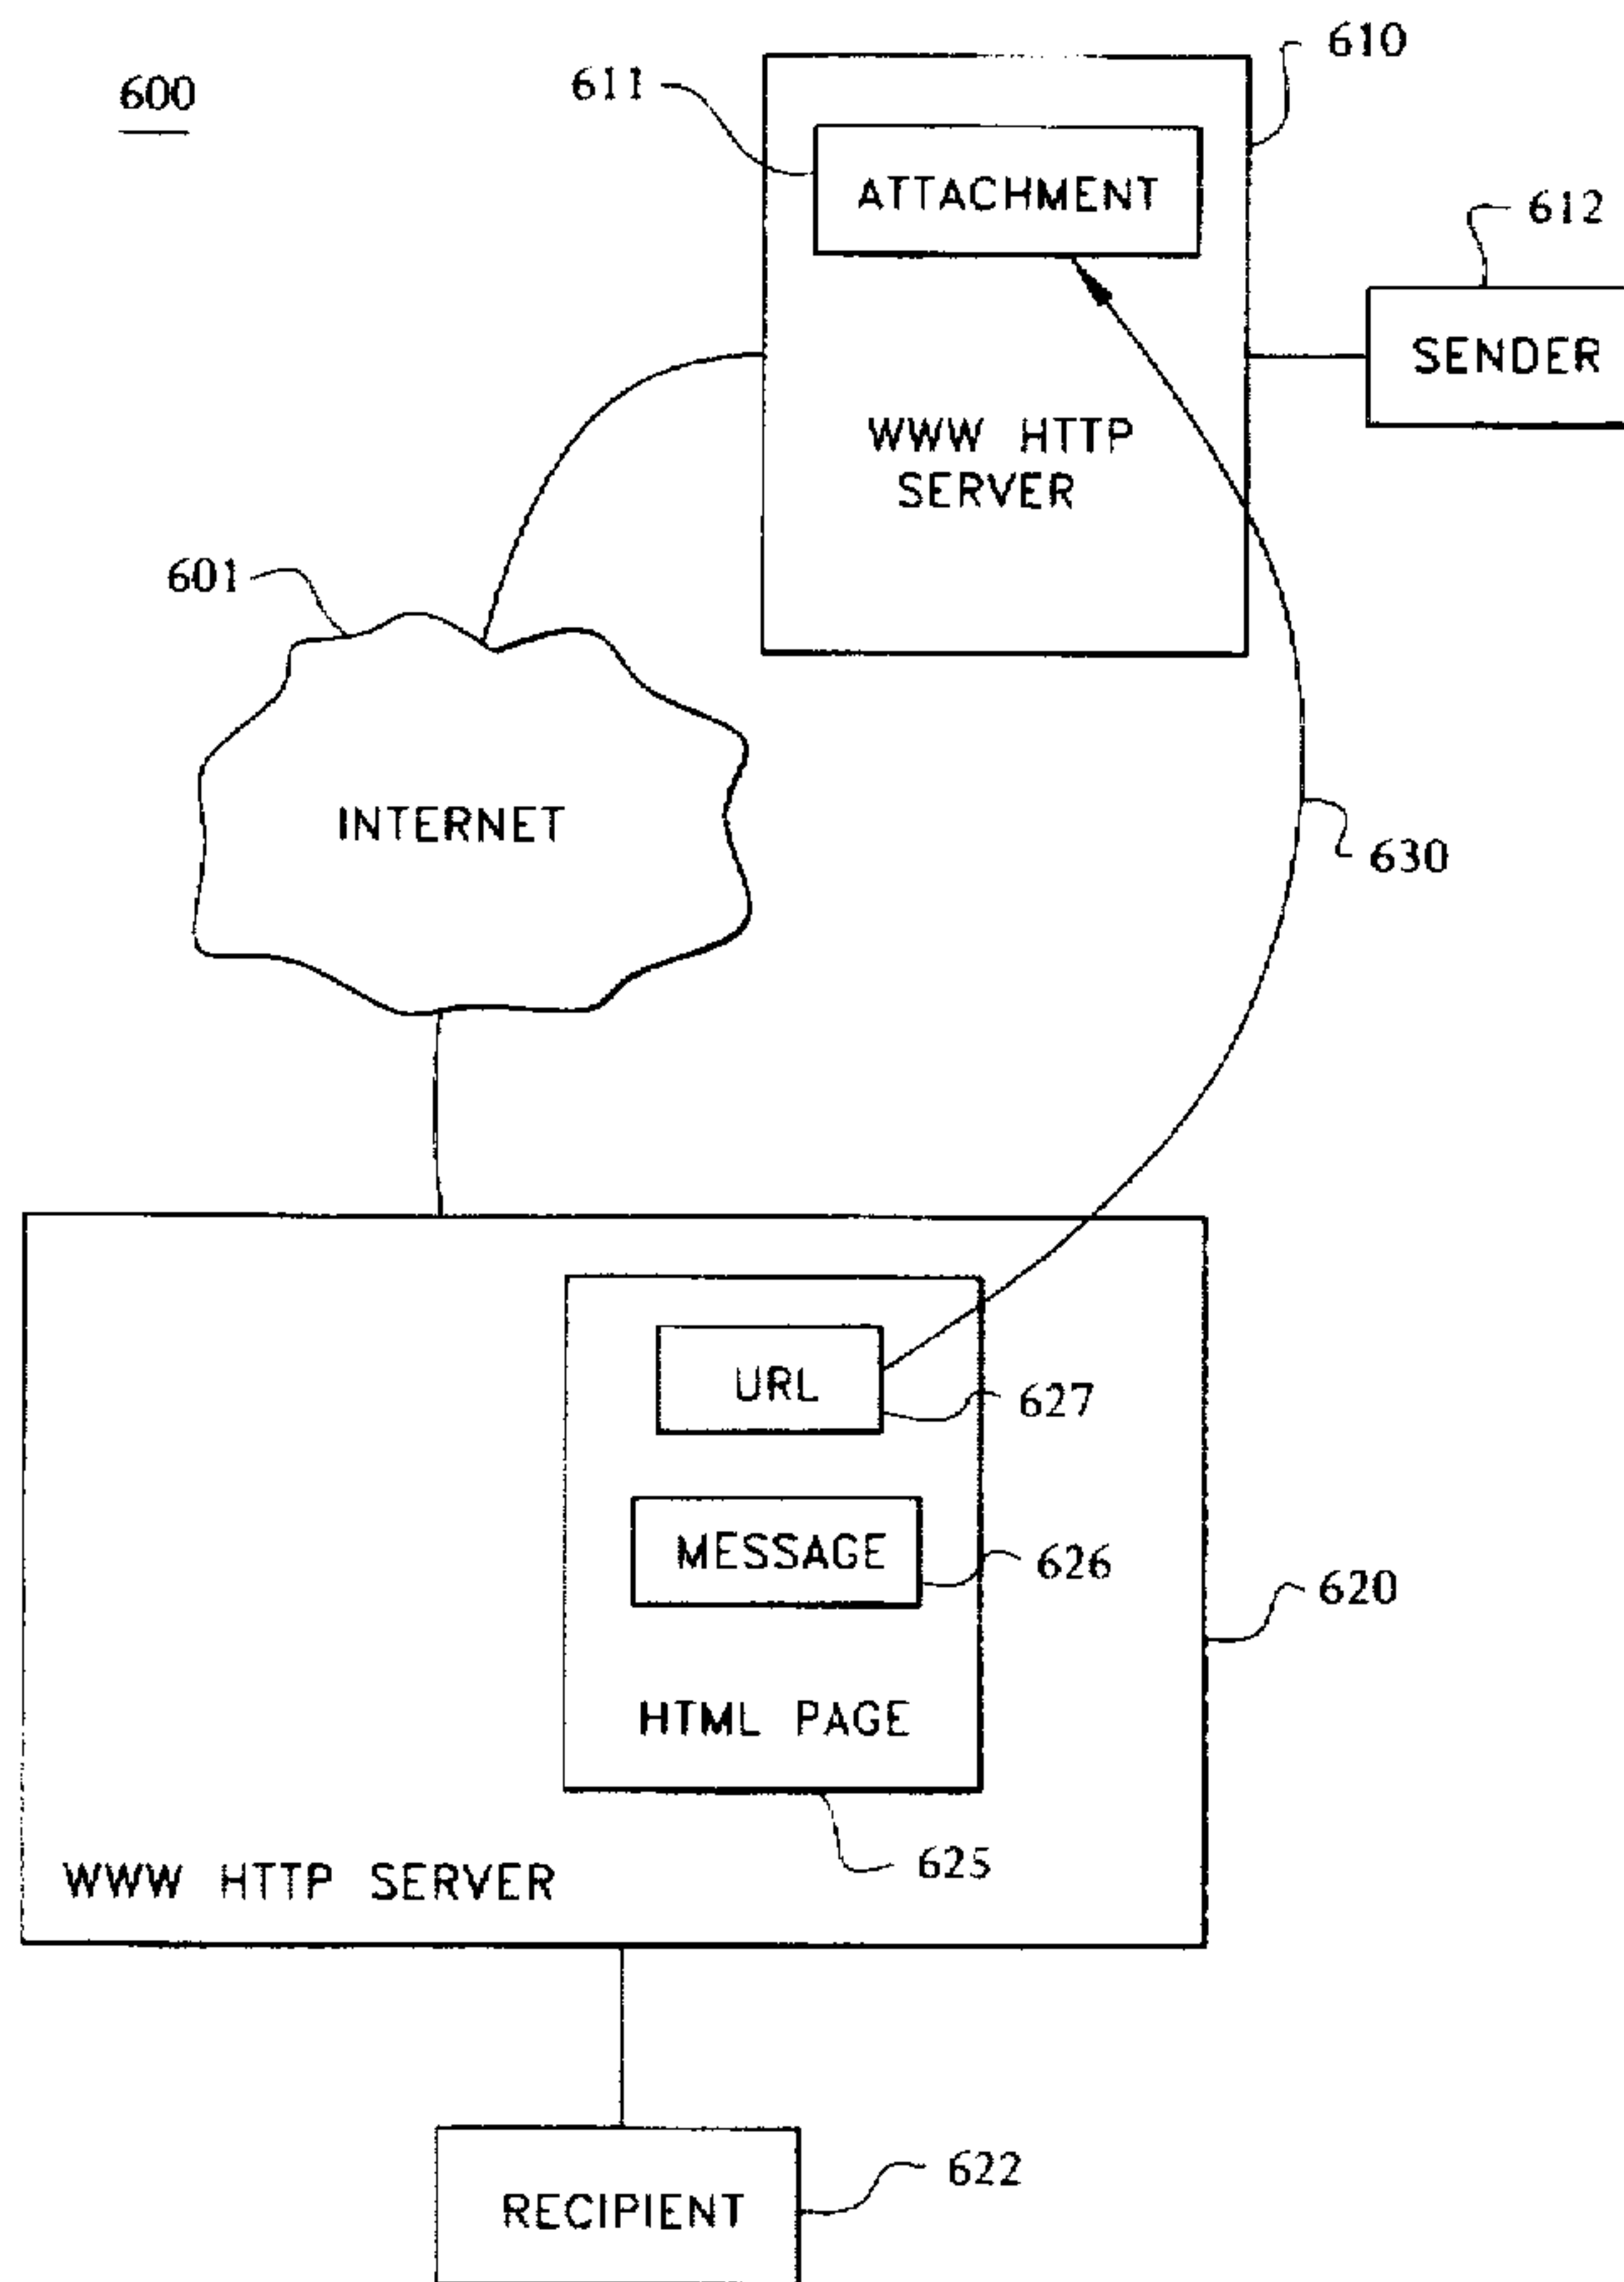 600
610
611
ATTACHMENT
612
SENDER
WWW HTTP
SERVER
601
INTERNET
630
URL
627
MESSAGE
626
620
HTML PAGE
625
WWW HTTP SERVER
622
RECIPIENT